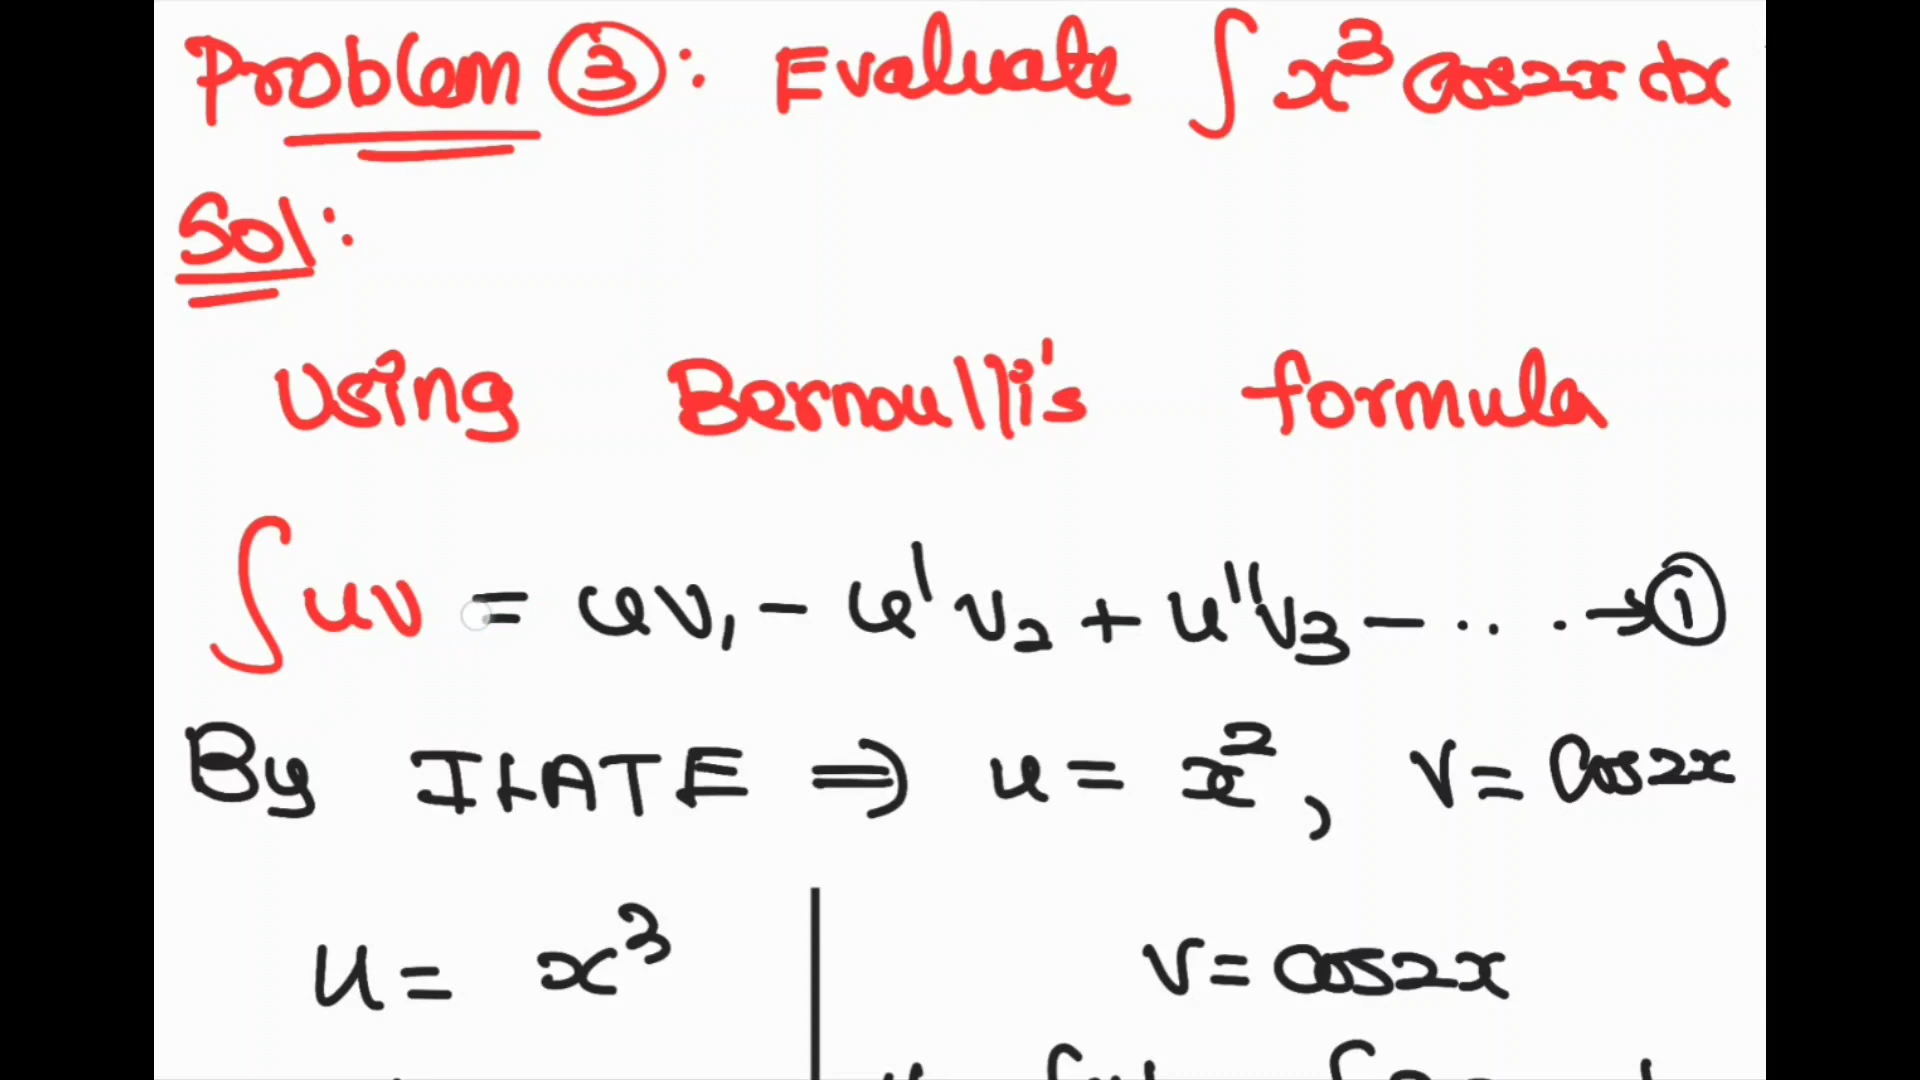 Problem ③: Evaluate ∫ x³ cos2x dx
Sol:
Using Bernoulli's formula
∫ uv = uv₁ - u'v₂ + u''v₃ - ... → ①
By ILATE ⇒ u = x², v = cos2x
u = x³
v = cos2x